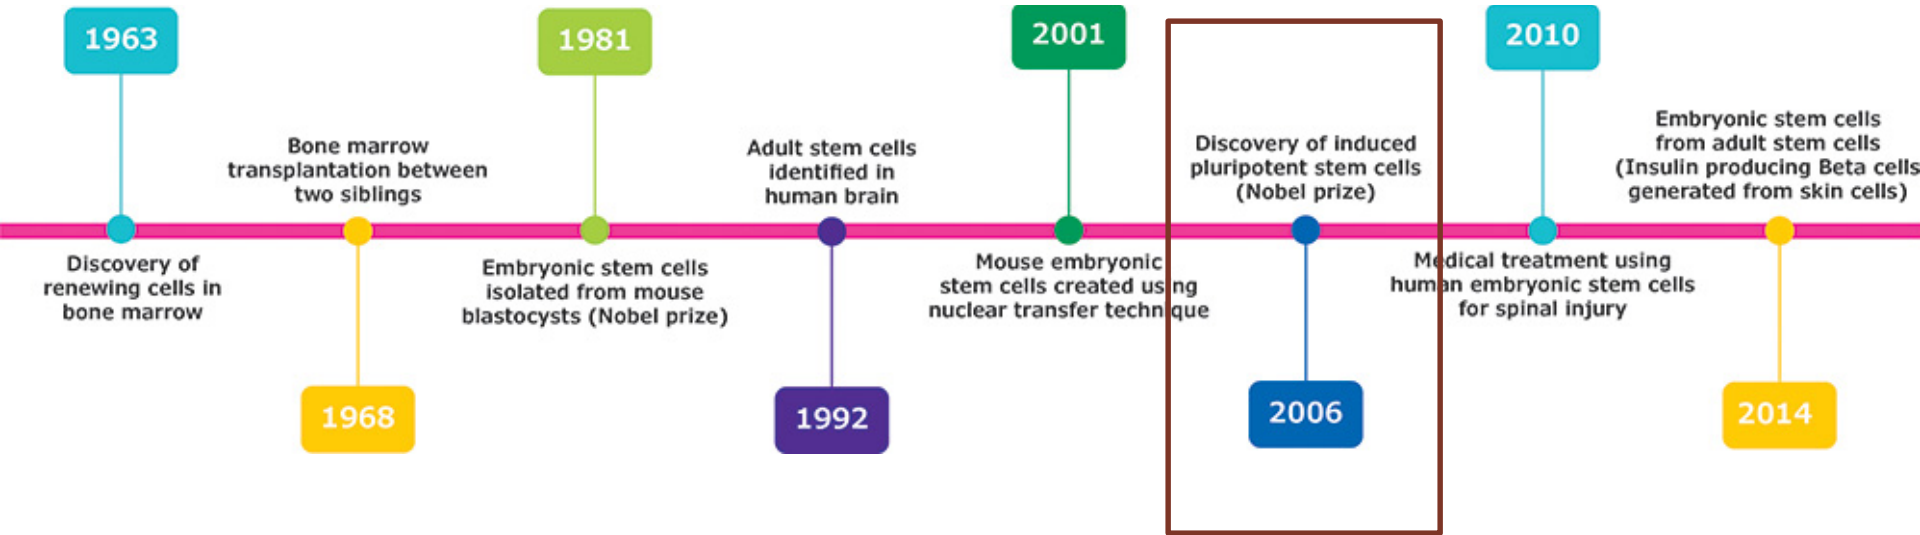 1963
Discovery of
renewing cells in
bone marrow
Bone marrow
transplantation between
two siblings
1968
1981
Embryonic stem cells
isolated from mouse
blastocysts (Nobel prize)
Adult stem cells
identified in
human brain
1992
2001
Mouse embryonic
stem cells created using
nuclear transfer technique
Discovery of induced
pluripotent stem cells
(Nobel prize)
2006
2010
Medical treatment using
human embryonic stem cells
for spinal injury
Embryonic stem cells
from adult stem cells
(Insulin producing Beta cells
generated from skin cells)
2014